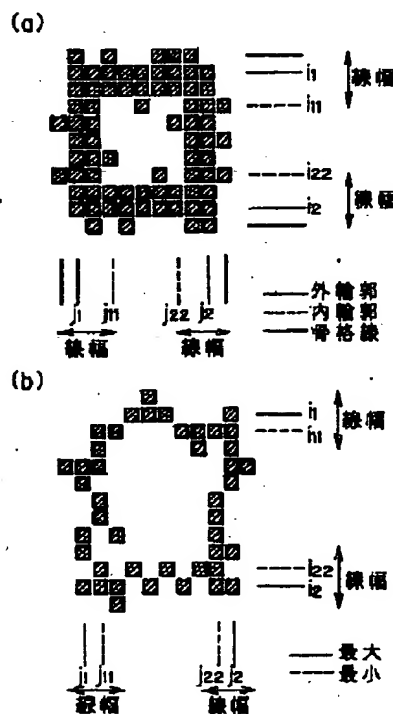 (a)
i1
線幅
i11
i22
線幅
i2
j1 j11 j22 j2
線幅 線幅
外輪郭
内輪郭
骨格線
(b)
i1
線幅
i11
i22
線幅
i2
j1 j11 j22 j2
線幅 線幅
最大
最小